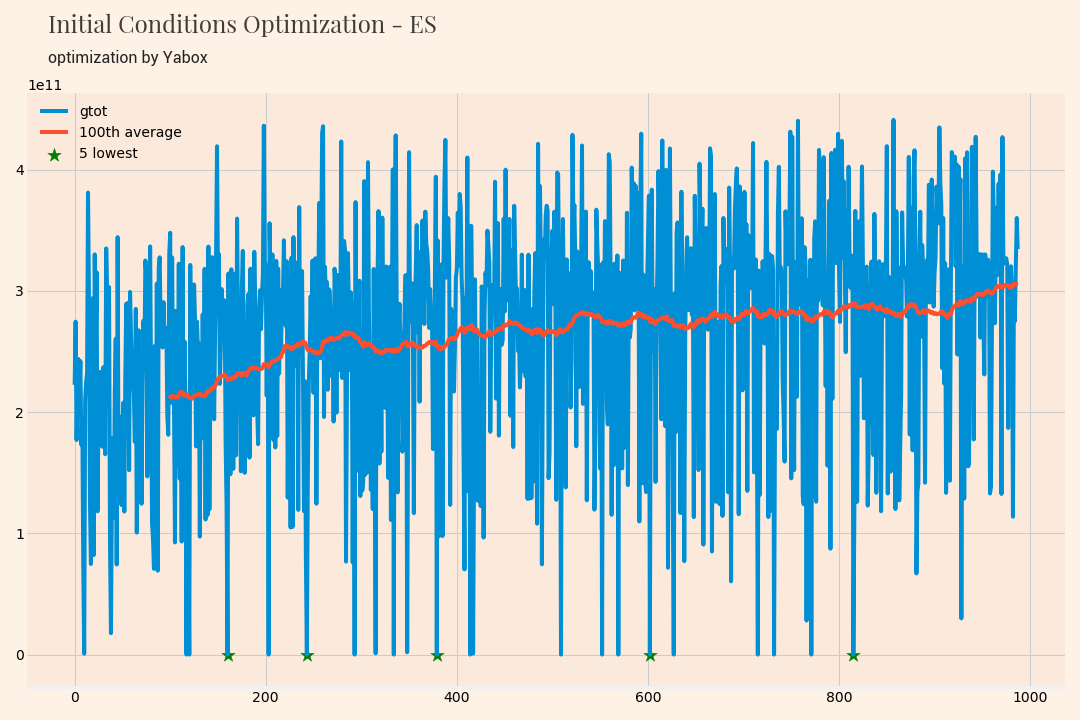 Initial Conditions Optimization - ES
optimization by Yabox
1e11
gtot
100th average
5 lowest
4
3
2
1
0
0 200 400 600 800 1000